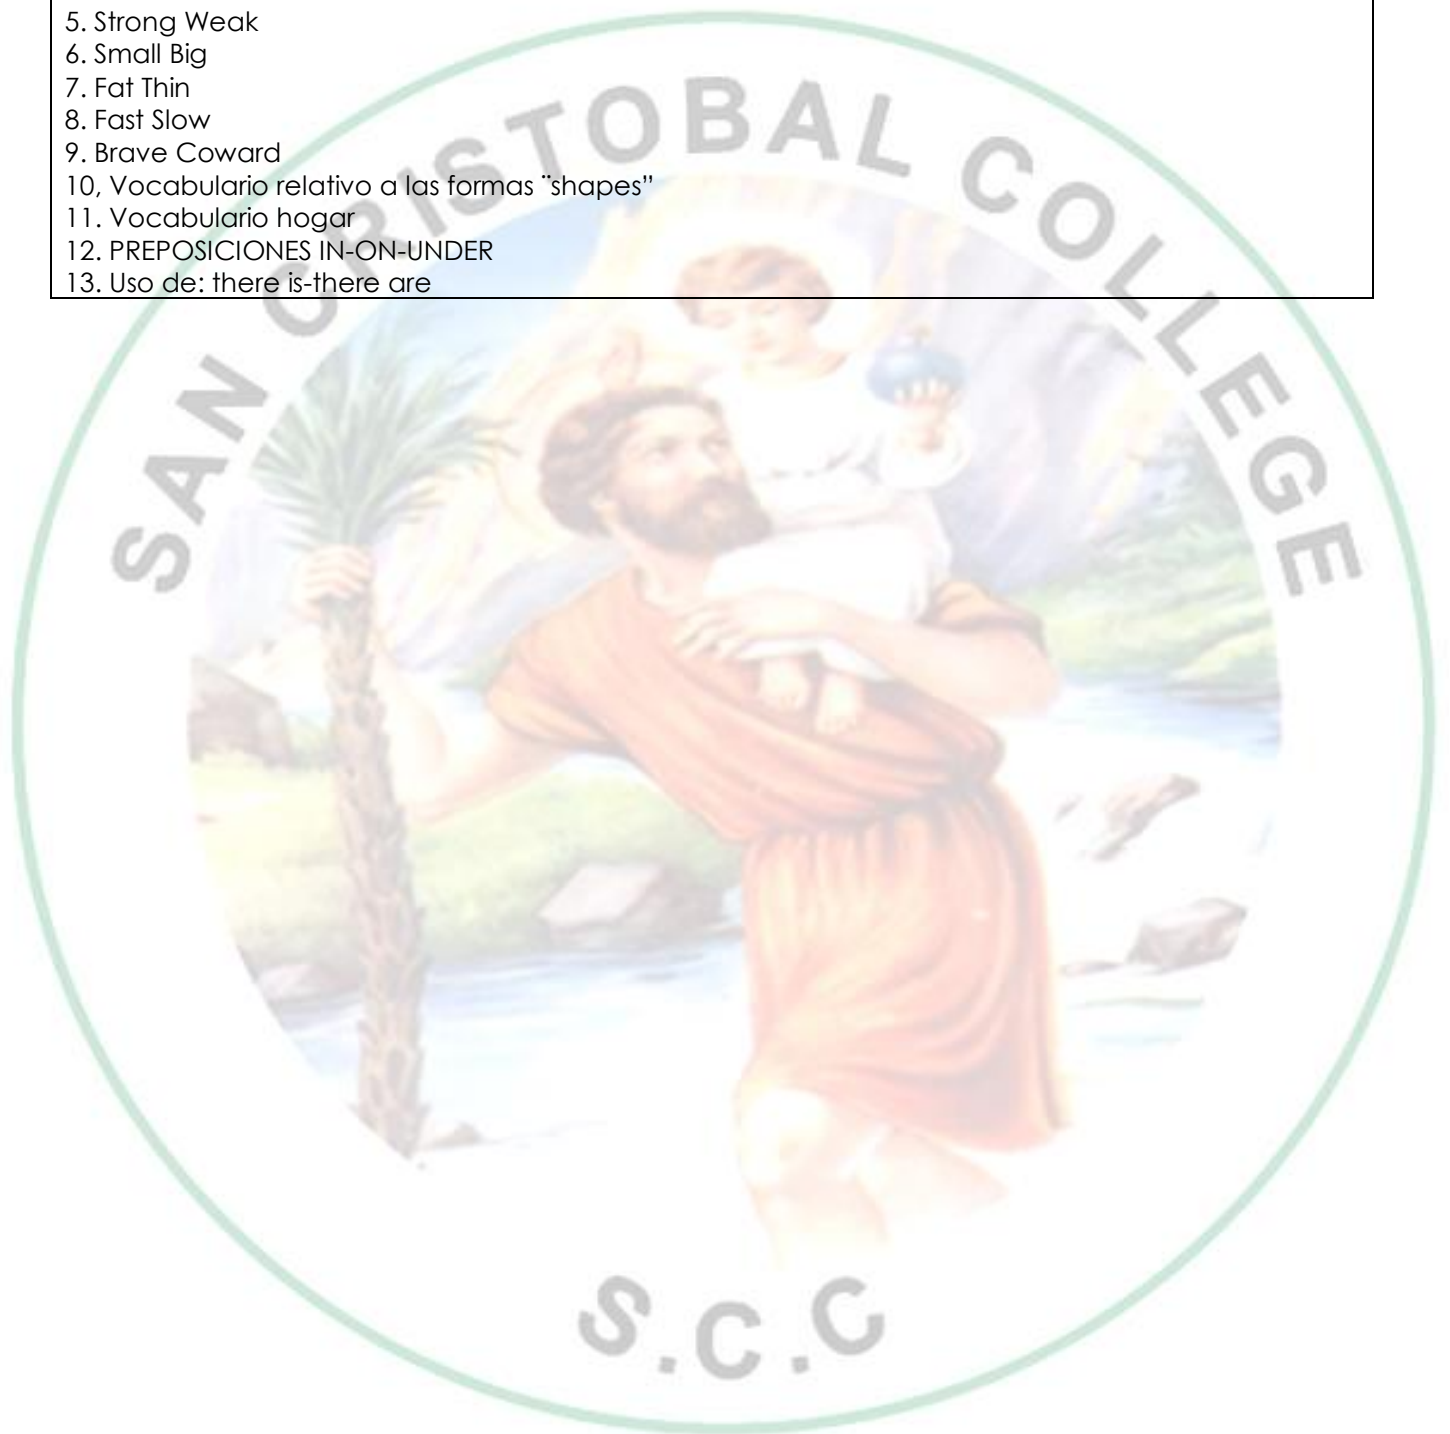 5. Strong Weak
6. Small Big
7. Fat Thin
8. Fast Slow
9. Brave Coward
10, Vocabulario relativo a las formas ¨shapes”
11. Vocabulario hogar
12. PREPOSICIONES IN-ON-UNDER
13. Uso de: there is-there are
SAN CRISTOBAL COLLEGE
S.C.C